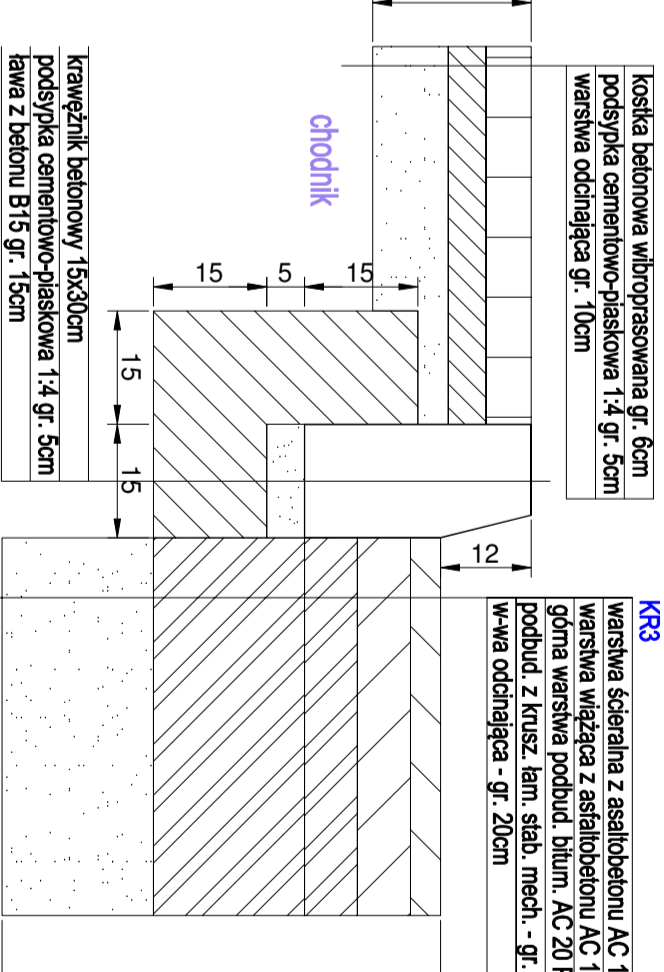 kostka betonowa wibroprasowana gr. 6cm
podsypka cementowo-piaskowa 1:4 gr. 5cm
warstwa odcinająca gr. 10cm
chodnik
15
5
15
15
15
12
krawężnik betonowy 15x30cm
podsypka cementowo-piaskowa 1:4 gr. 5cm
ława z betonu B15 gr. 15cm
KR3
warstwa ścieralna z asaltobetonu AC 1
warstwa wiążąca z asfaltobetonu AC 1
górna warstwa podbud. bitum. AC 20
podbud. z krusz. łam. stab. mech. - gr.
w-wa odcinająca - gr. 20cm